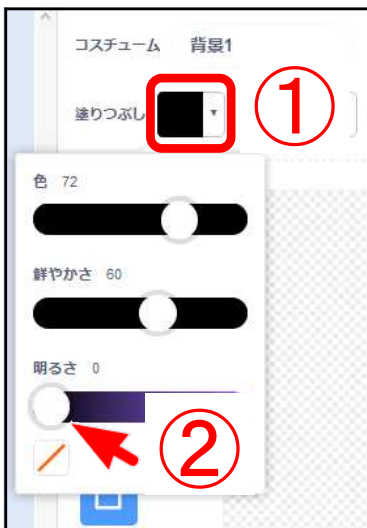 コスチューム 背景1
塗りつぶし ①
色 72
鮮やかさ 60
明るさ 0
②